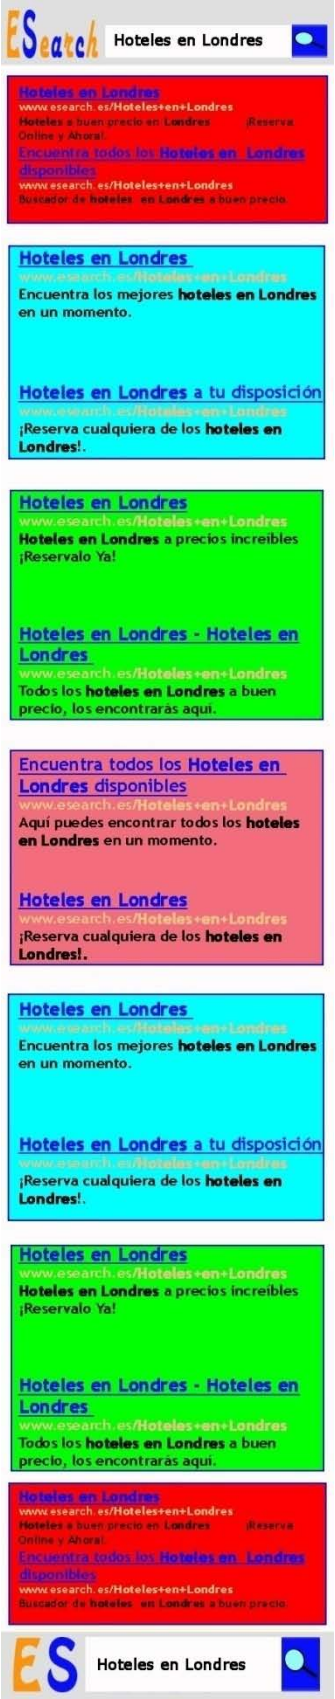 ESearch Hoteles en Londres
Hoteles en Londres
www.esearch.es/Hoteles+en+Londres
Hoteles a buen precio en Londres ¡Reserva
Online y Ahora!.
Encuentra todos los Hoteles en Londres
disponibles
www.esearch.es/Hoteles+en+Londres
Buscador de hoteles en Londres a buen precio.
Hoteles en Londres
www.esearch.es/Hoteles+en+Londres
Encuentra los mejores hoteles en Londres
en un momento.
Hoteles en Londres a tu disposición
www.esearch.es/Hoteles+en+Londres
¡Reserva cualquiera de los hoteles en
Londres!.
Hoteles en Londres
www.esearch.es/Hoteles+en+Londres
Hoteles en Londres a precios increíbles
¡Reservalo Ya!
Hoteles en Londres - Hoteles en
Londres
www.esearch.es/Hoteles+en+Londres
Todos los hoteles en Londres a buen
precio, los encontrarás aquí.
Encuentra todos los Hoteles en
Londres disponibles
www.esearch.es/Hoteles+en+Londres
Aquí puedes encontrar todos los hoteles
en Londres en un momento.
Hoteles en Londres
www.esearch.es/Hoteles+en+Londres
¡Reserva cualquiera de los hoteles en
Londres!.
Hoteles en Londres
www.esearch.es/Hoteles+en+Londres
Encuentra los mejores hoteles en Londres
en un momento.
Hoteles en Londres a tu disposición
www.esearch.es/Hoteles+en+Londres
¡Reserva cualquiera de los hoteles en
Londres!.
Hoteles en Londres
www.esearch.es/Hoteles+en+Londres
Hoteles en Londres a precios increíbles
¡Reservalo Ya!
Hoteles en Londres - Hoteles en
Londres
www.esearch.es/Hoteles+en+Londres
Todos los hoteles en Londres a buen
precio, los encontrarás aquí.
Hoteles en Londres
www.esearch.es/Hoteles+en+Londres
Hoteles a buen precio en Londres ¡Reserva
Online y Ahora!.
Encuentra todos los Hoteles en Londres
disponibles
www.esearch.es/Hoteles+en+Londres
Buscador de hoteles en Londres a buen precio.
ES Hoteles en Londres